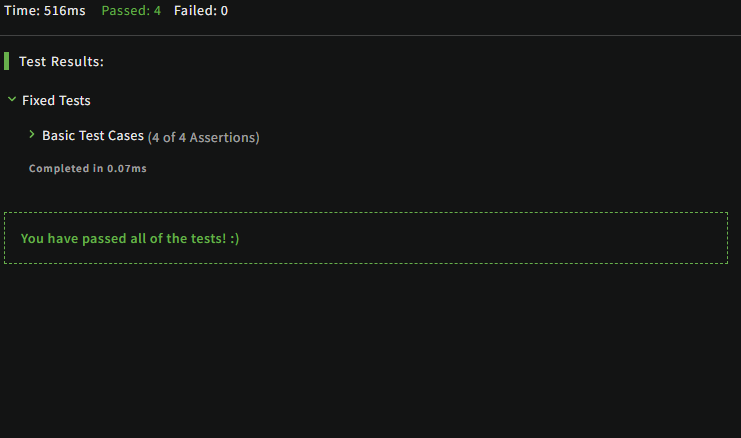 Time: 516ms Passed: 4 Failed: 0
Test Results:
Fixed Tests
Basic Test Cases (4 of 4 Assertions)
Completed in 0.07ms
You have passed all of the tests! :)